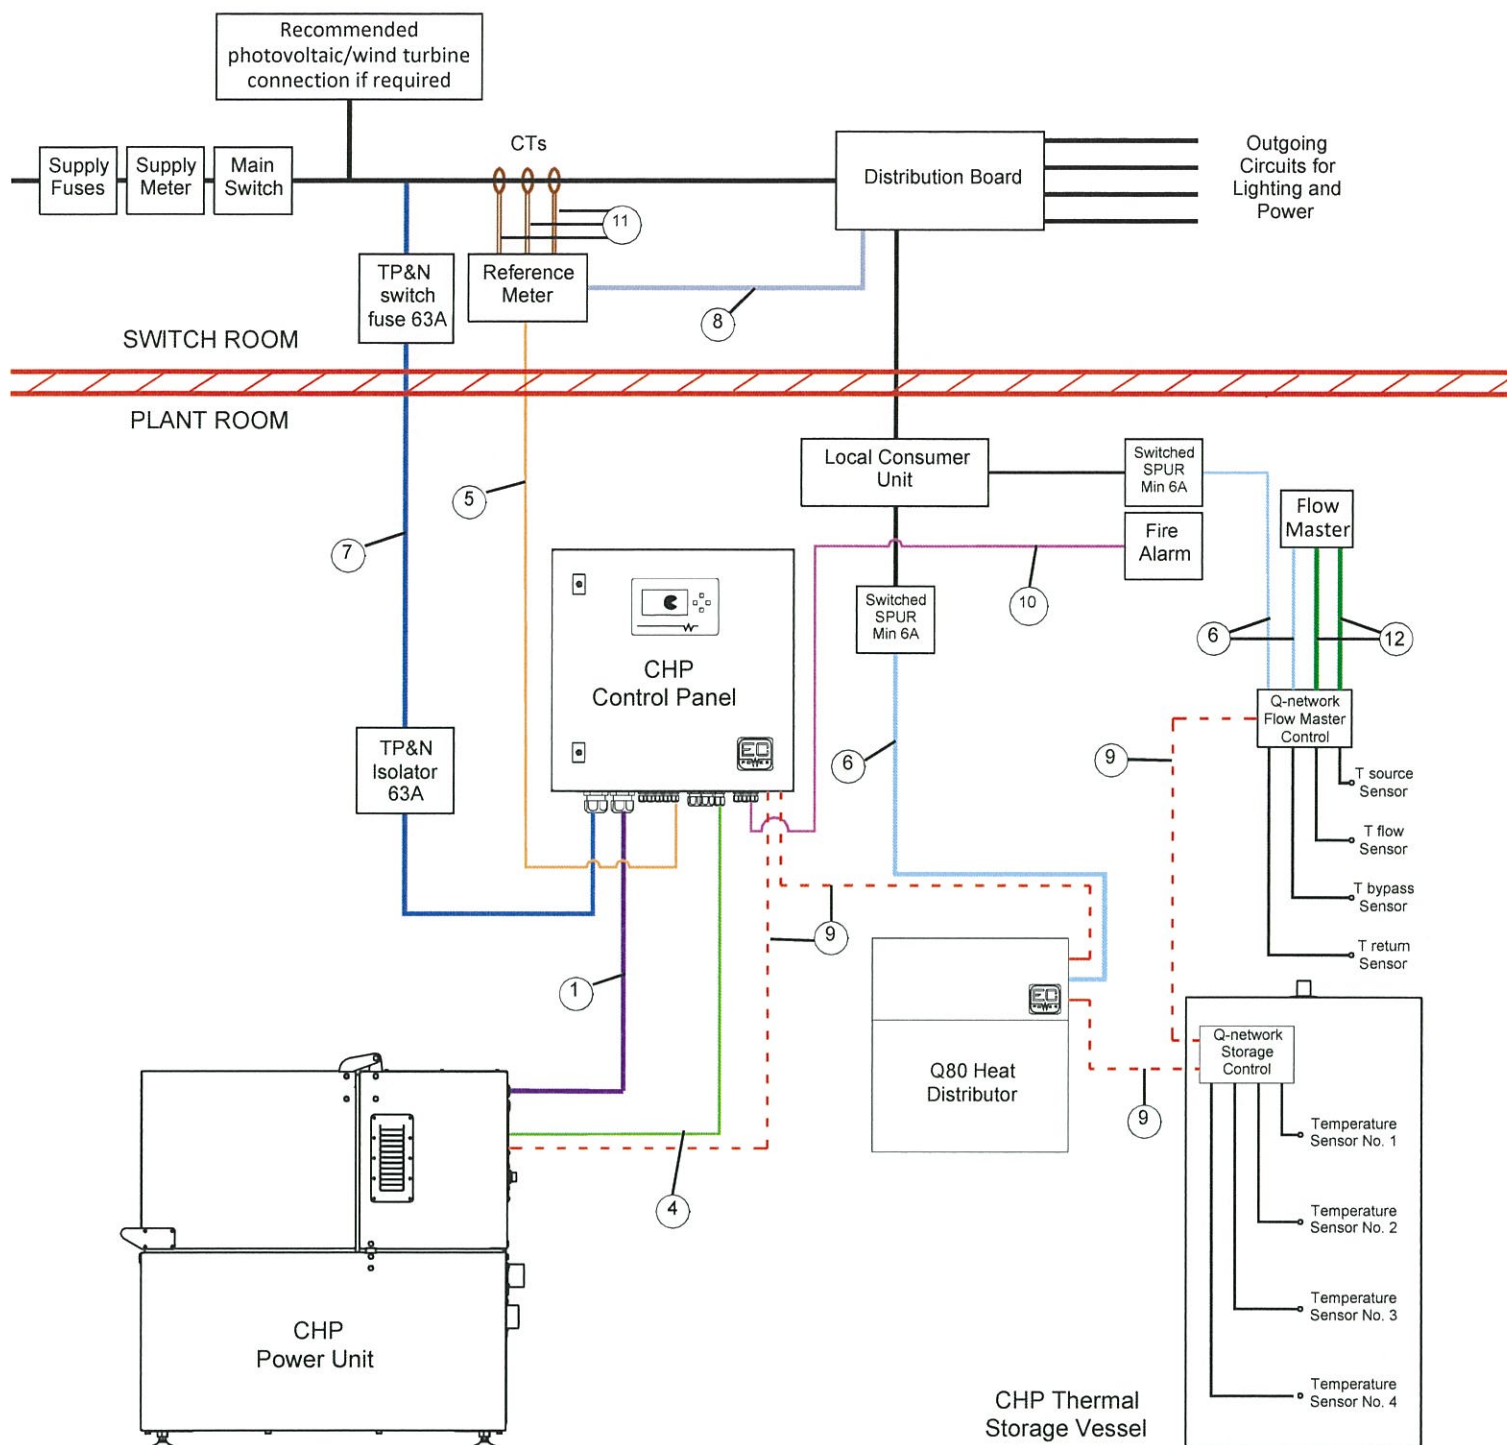 Recommended
photovoltaic/wind turbine
connection if required
CTs
Supply
Fuses
Supply
Meter
Main
Switch
Distribution Board
Outgoing
Circuits for
Lighting and
Power
11
TP&N
switch
fuse 63A
Reference
Meter
8
SWITCH ROOM
PLANT ROOM
Local Consumer
Unit
Switched
SPUR
Min 6A
5
Flow
Master
Fire
Alarm
7
10
Switched
SPUR
Min 6A
6
12
CHP
Control Panel
EC
Q-network
Flow Master
Control
TP&N
Isolator
63A
6
9
T source
Sensor
T flow
Sensor
T bypass
Sensor
T return
Sensor
9
1
EC
Q-network
Storage
Control
Q80 Heat
Distributor
9
Temperature
Sensor No. 1
4
Temperature
Sensor No. 2
Temperature
Sensor No. 3
CHP
Power Unit
Temperature
Sensor No. 4
CHP Thermal
Storage Vessel